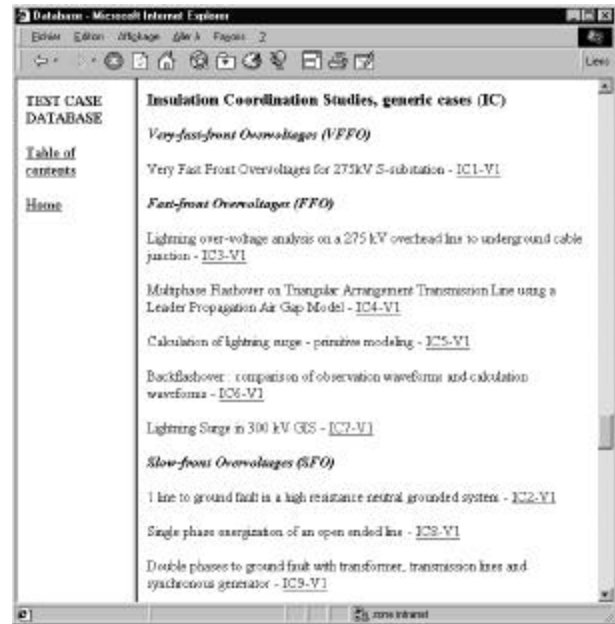 Database - Microsoft Internet Explorer
Fichier Edition Affichage Aller à Favoris ?
Liens
TEST CASE
DATABASE
Table of
contents
Home
Insulation Coordination Studies, generic cases (IC)
Very-fast-front Overvoltages (VFFO)
Very Fast Front Overvoltages for 275kV S-substation - IC1-V1
Fast-front Overvoltages (FFO)
Lightning over-voltage analysis on a 275 kV overhead line to underground cable
junction - IC3-V1
Multiphase Flashover on Triangular Arrangement Transmission Line using a
Leader Propagation Air Gap Model - IC4-V1
Calculation of lightning surge - primitive modeling - IC5-V1
Backflashover : comparison of observation waveforms and calculation
waveforms - IC6-V1
Lightning Surge in 300 kV GIS - IC7-V1
Slow-front Overvoltages (SFO)
1 line to ground fault in a high resistance neutral grounded system - IC2-V1
Single phase energization of an open ended line - IC8-V1
Double phases to ground fault with transformer, transmission lines and
synchronous generator - IC9-V1
zone intranet